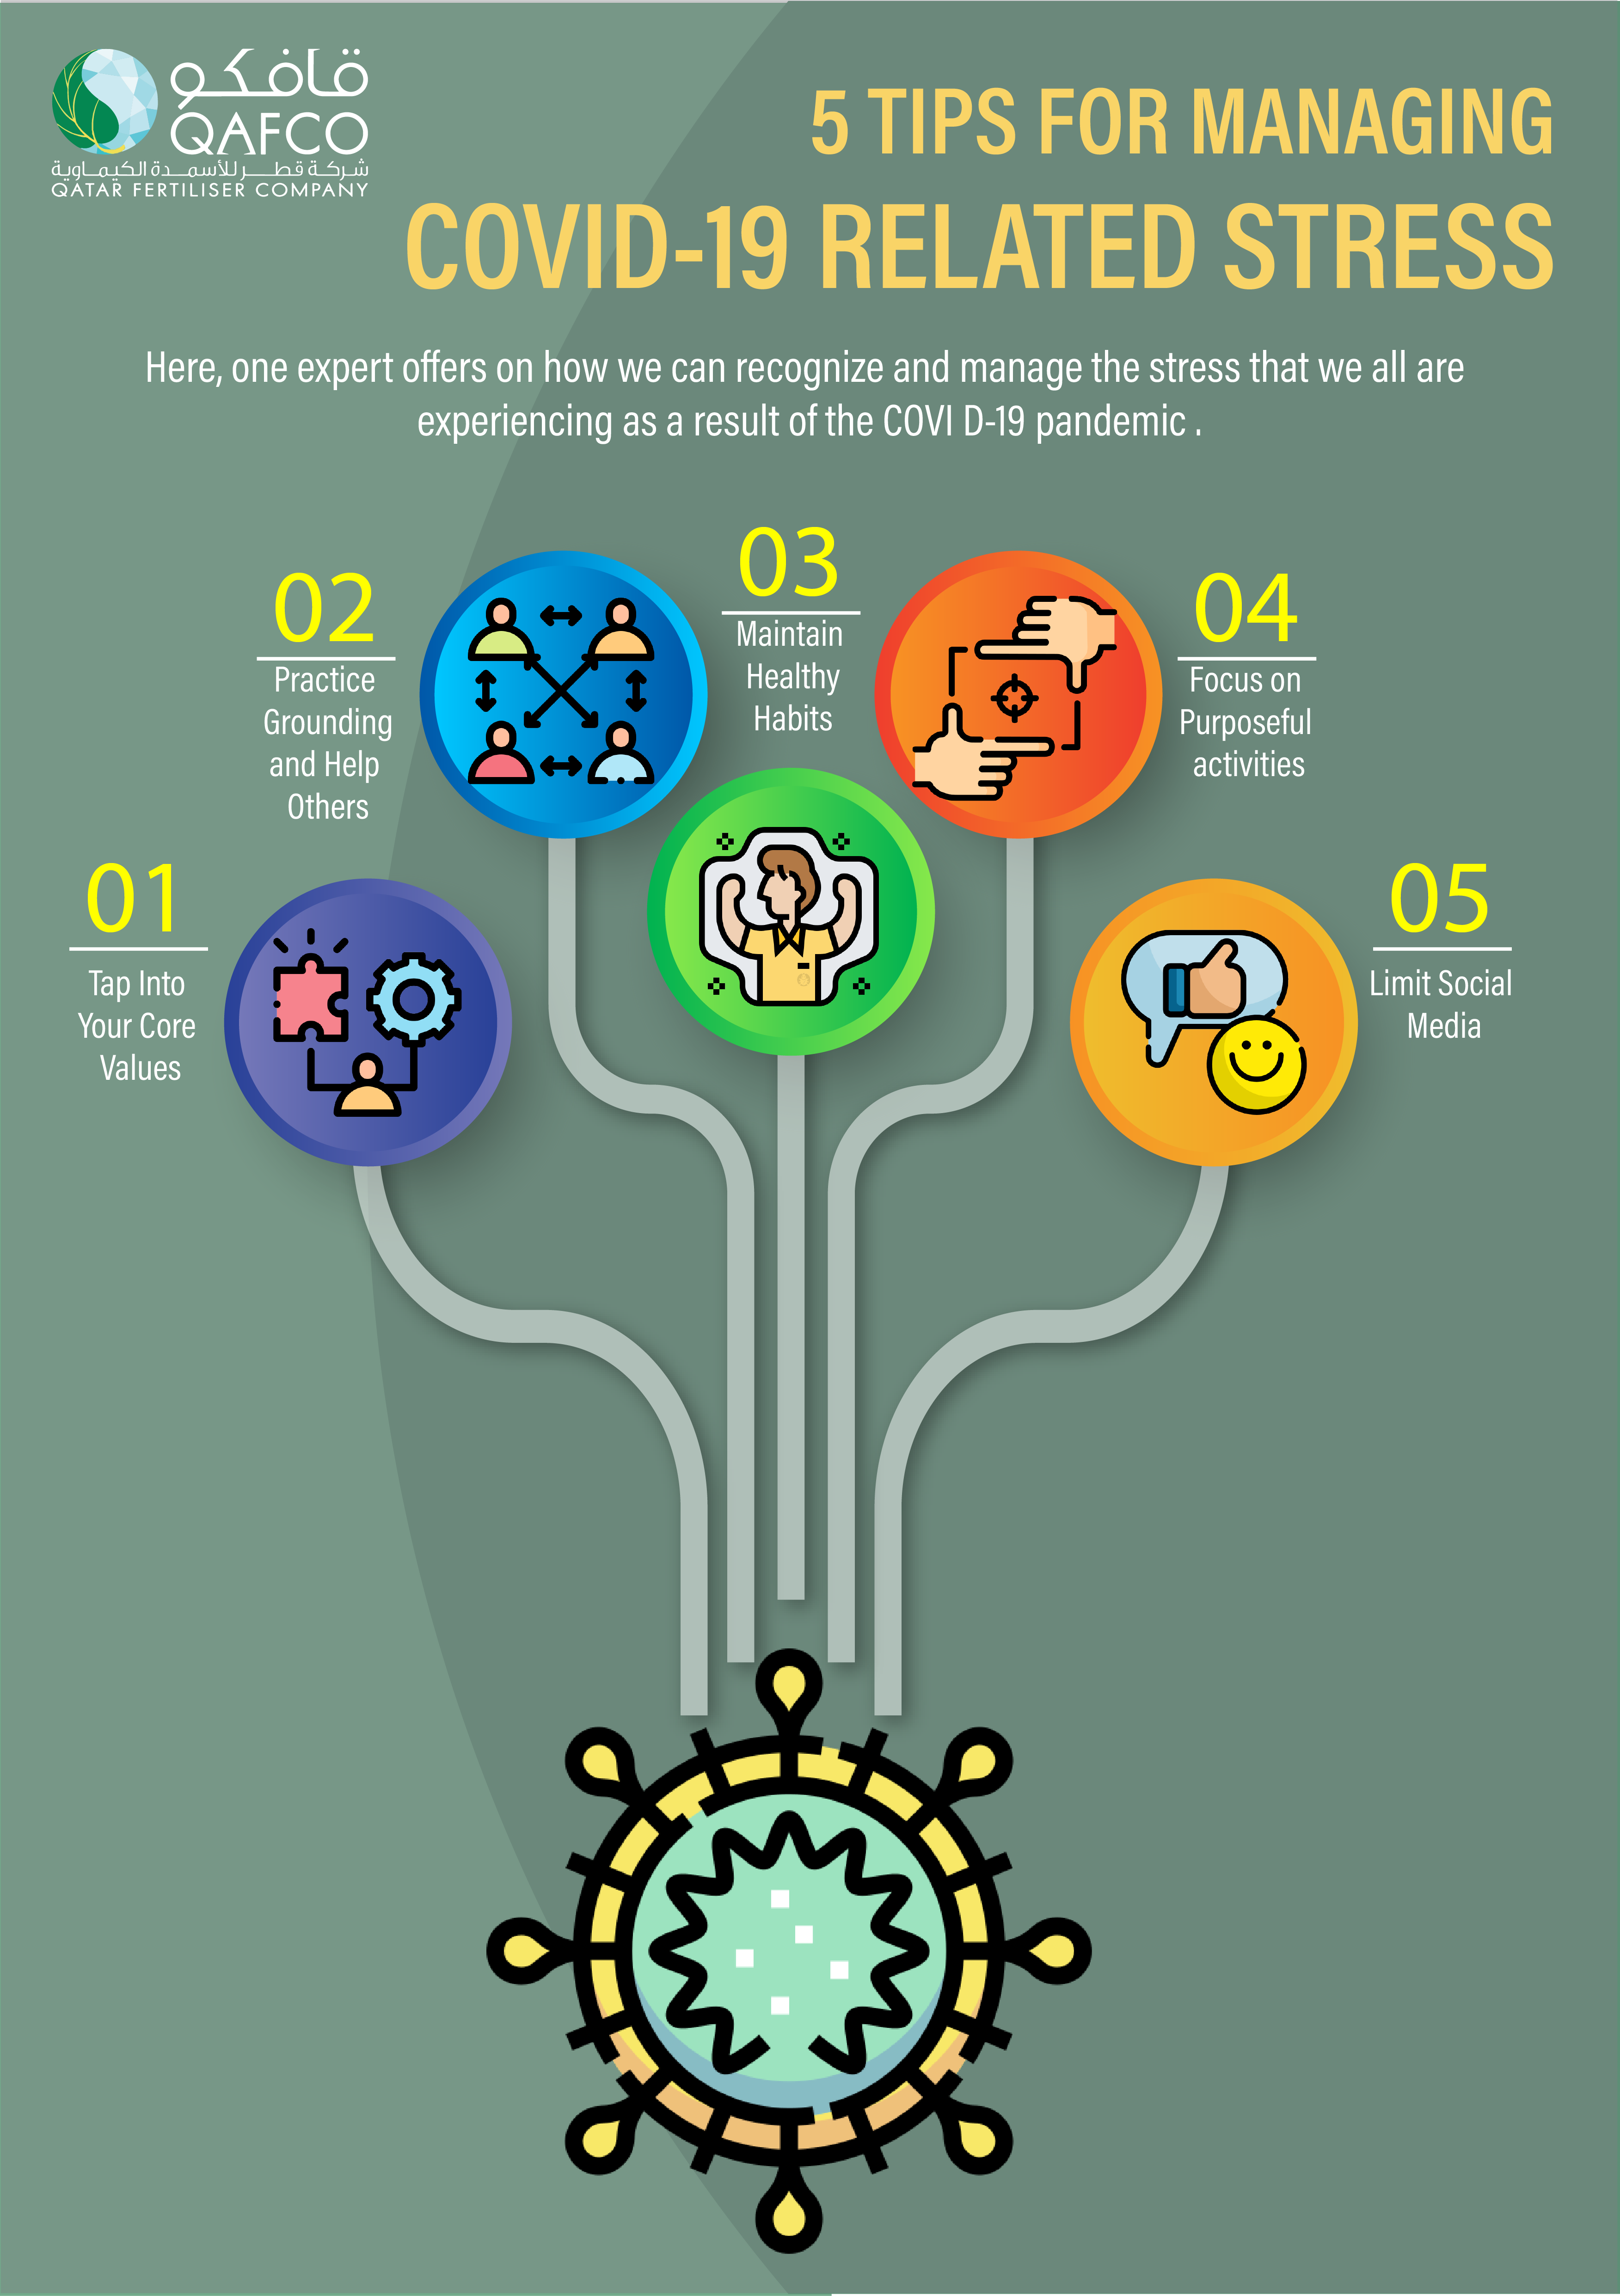 قافكو
QAFCO
شركة قطر للأسمدة الكيماوية
QATAR FERTILISER COMPANY
5 TIPS FOR MANAGING
COVID-19 RELATED STRESS
Here, one expert offers on how we can recognize and manage the stress that we all are
experiencing as a result of the COVI D-19 pandemic .
01
Tap Into
Your Core
Values
02
Practice
Grounding
and Help
Others
03
Maintain
Healthy
Habits
04
Focus on
Purposeful
activities
05
Limit Social
Media